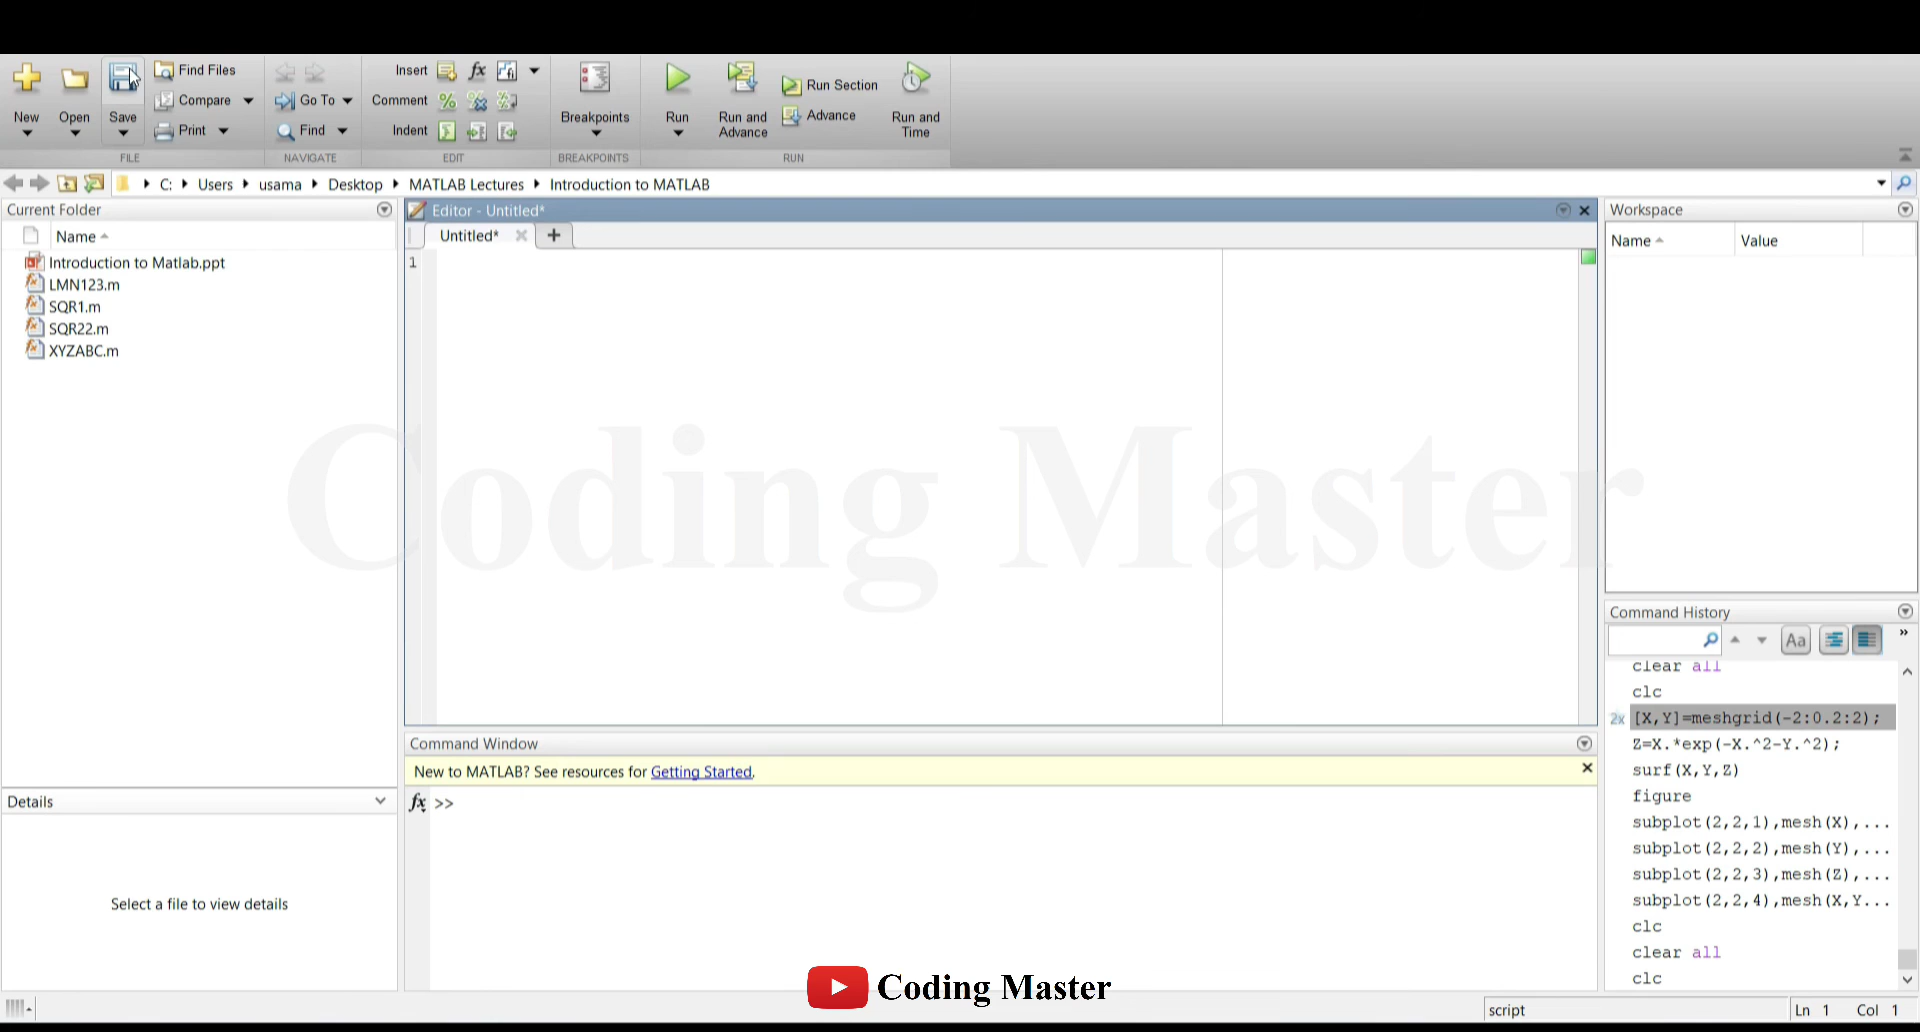 New
Open
Save
Find Files
Compare
Print
FILE
Go To
Find
NAVIGATE
Insert
Comment
Indent
EDIT
Breakpoints
BREAKPOINTS
Run
Run and
Advance
Run Section
Advance
Run and
Time
RUN
C: Users usama Desktop MATLAB Lectures Introduction to MATLAB
Current Folder
Name
Introduction to Matlab.ppt
LMN123.m
SQR1.m
SQR22.m
XYZABC.m
Details
Select a file to view details
Editor - Untitled*
Untitled*
1
Coding Master
Command Window
New to MATLAB? See resources for Getting Started.
fx >>
Workspace
Name Value
Command History
Aa
clear all
clc
2x [X,Y]=meshgrid(-2:0.2:2);
Z=X.*exp(-X.^2-Y.^2);
surf(X,Y,Z)
figure
subplot(2,2,1),mesh(X),...
subplot(2,2,2),mesh(Y),...
subplot(2,2,3),mesh(Z),...
subplot(2,2,4),mesh(X,Y...
clc
clear all
clc
Coding Master
script
Ln 1 Col 1